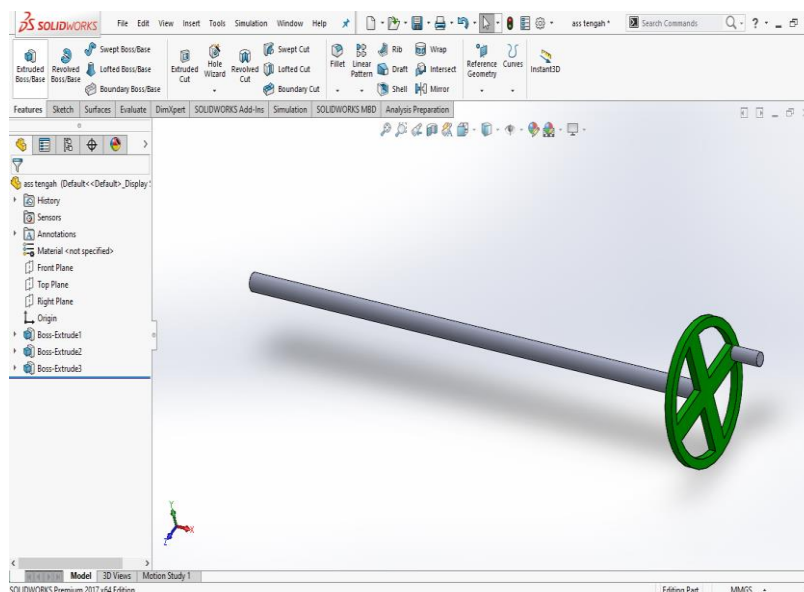 SOLIDWORKS File Edit View Insert Tools Simulation Window Help ass tengah * Search Commands
Extruded Boss/Base Revolved Boss/Base Swept Boss/Base Lofted Boss/Base Boundary Boss/Base Extruded Cut Hole Wizard Revolved Cut Swept Cut Lofted Cut Boundary Cut Fillet Linear Pattern Rib Draft Shell Wrap Intersect Mirror Reference Geometry Curves Instant3D
Features Sketch Surfaces Evaluate DimXpert SOLIDWORKS Add-Ins Simulation SOLIDWORKS MBD Analysis Preparation
ass tengah (Default<<Default>_Display
History
Sensors
Annotations
Material <not specified>
Front Plane
Top Plane
Right Plane
Origin
Boss-Extrude1
Boss-Extrude2
Boss-Extrude3
Y
X
Z
Model 3D Views Motion Study 1
SOLIDWORKS Premium 2017 x64 Edition Editing Part MMGS